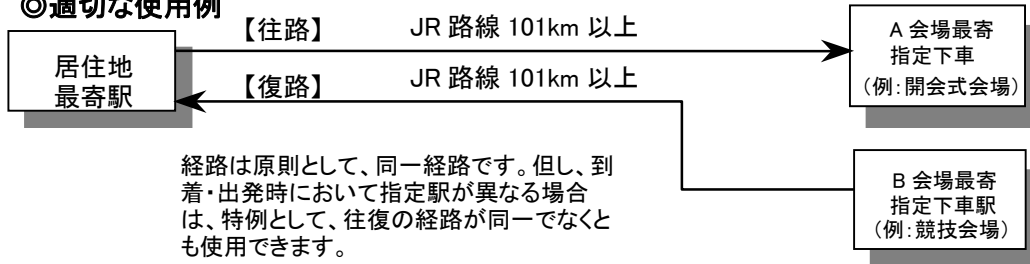 ◎適切な使用例
【往路】 JR 路線 101km 以上
居住地
最寄駅
【復路】 JR 路線 101km 以上
A 会場最寄
指定下車
（例：開会式会場）
経路は原則として、同一経路です。但し、到
着・出発時において指定駅が異なる場合
は、特例として、往復の経路が同一でなくと
も使用できます。
B 会場最寄
指定下車駅
（例：競技会場）